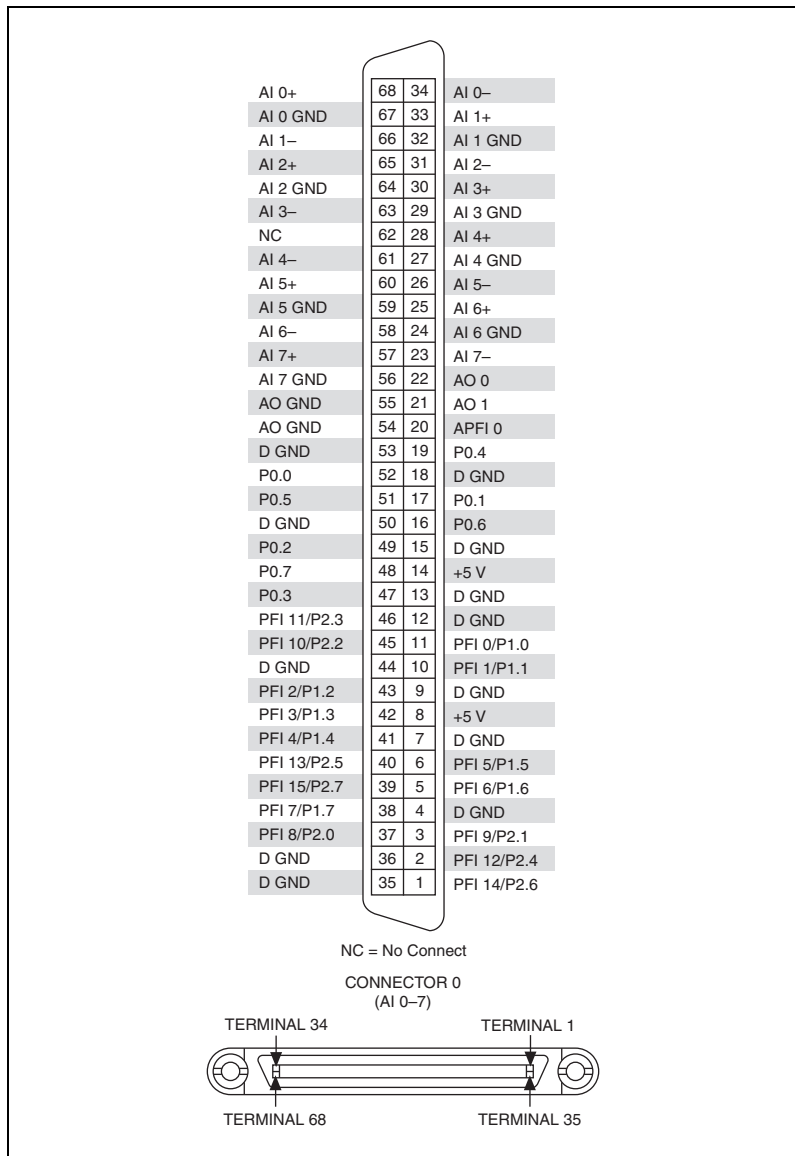 AI 0+ 68 34 AI 0–
AI 0 GND 67 33 AI 1+
AI 1– 66 32 AI 1 GND
AI 2+ 65 31 AI 2–
AI 2 GND 64 30 AI 3+
AI 3– 63 29 AI 3 GND
NC 62 28 AI 4+
AI 4– 61 27 AI 4 GND
AI 5+ 60 26 AI 5–
AI 5 GND 59 25 AI 6+
AI 6– 58 24 AI 6 GND
AI 7+ 57 23 AI 7–
AI 7 GND 56 22 AO 0
AO GND 55 21 AO 1
AO GND 54 20 APFI 0
D GND 53 19 P0.4
P0.0 52 18 D GND
P0.5 51 17 P0.1
D GND 50 16 P0.6
P0.2 49 15 D GND
P0.7 48 14 +5 V
P0.3 47 13 D GND
PFI 11/P2.3 46 12 D GND
PFI 10/P2.2 45 11 PFI 0/P1.0
D GND 44 10 PFI 1/P1.1
PFI 2/P1.2 43 9 D GND
PFI 3/P1.3 42 8 +5 V
PFI 4/P1.4 41 7 D GND
PFI 13/P2.5 40 6 PFI 5/P1.5
PFI 15/P2.7 39 5 PFI 6/P1.6
PFI 7/P1.7 38 4 D GND
PFI 8/P2.0 37 3 PFI 9/P2.1
D GND 36 2 PFI 12/P2.4
D GND 35 1 PFI 14/P2.6
NC = No Connect
CONNECTOR 0
(AI 0–7)
TERMINAL 34 TERMINAL 1
TERMINAL 68 TERMINAL 35